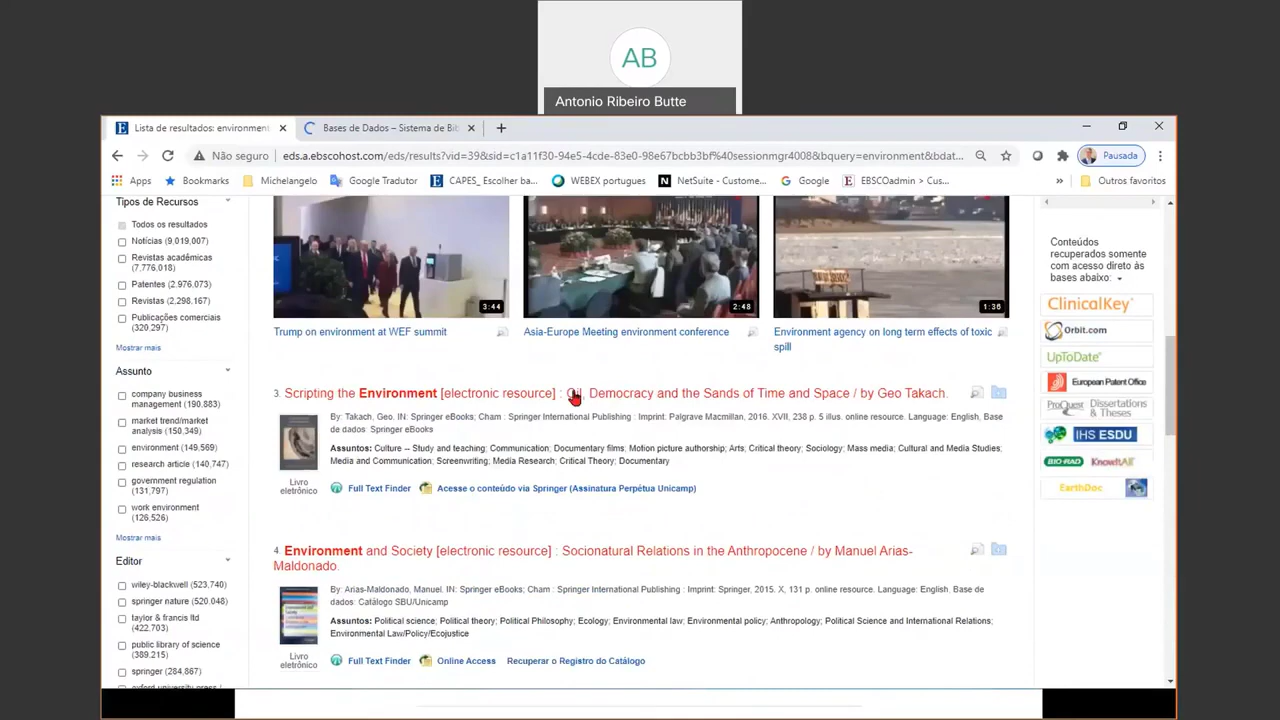 AB
Antonio Ribeiro Butte
Lista de resultados: environment
Bases de Dados – Sistema de Bib
Não seguro
eds.a.ebscohost.com/eds/results?vid=39&sid=c1a11f30-94e5-4cde-83e0-98e67bcbb3bf%40sessionmgr4008&bquery=environment&bdat...
Pausada
Apps
Bookmarks
Michelangelo
Google Tradutor
CAPES_ Escolher ba...
WEBEX portugues
NetSuite - Custome...
Google
EBSCOadmin > Cus...
»
Outros favoritos
Tipos de Recursos
Todos os resultados
Notícias (9,019,007)
Revistas acadêmicas
(7,776,018)
Patentes (2,976,073)
Revistas (2,298,167)
Publicações comerciais
(320,297)
Mostrar mais
Assunto
company business
management (190,883)
market trend/market
analysis (150,349)
environment (149,569)
research article (140,747)
government regulation
(131,797)
work environment
(126,526)
Mostrar mais
Editor
wiley-blackwell (523,740)
springer nature (520,048)
taylor & francis ltd
(422,703)
public library of science
(389,215)
springer (284,867)
oxford university press /
3:44
2:48
1:36
Trump on environment at WEF summit
Asia-Europe Meeting environment conference
Environment agency on long term effects of toxic
spill
3. Scripting the Environment [electronic resource] : Oil, Democracy and the Sands of Time and Space / by Geo Takach.
By: Takach, Geo. IN: Springer eBooks; Cham : Springer International Publishing : Imprint: Palgrave Macmillan, 2016. XVII, 238 p. 5 illus. online resource. Language: English, Base
de dados: Springer eBooks
Assuntos: Culture -- Study and teaching; Communication; Documentary films; Motion picture authorship; Arts; Critical theory; Sociology; Mass media; Cultural and Media Studies;
Media and Communication; Screenwriting; Media Research; Critical Theory; Documentary
Livro
eletrônico
Full Text Finder
Acesse o conteúdo via Springer (Assinatura Perpétua Unicamp)
4. Environment and Society [electronic resource] : Socionatural Relations in the Anthropocene / by Manuel Arias-
Maldonado.
By: Arias-Maldonado, Manuel. IN: Springer eBooks; Cham : Springer International Publishing : Imprint: Springer, 2015. X, 131 p. online resource. Language: English, Base de
dados: Catálogo SBU/Unicamp
Assuntos: Political science; Political theory; Political Philosophy; Ecology; Environmental law; Environmental policy; Anthropology; Political Science and International Relations;
Environmental Law/Policy/Ecojustice
Livro
eletrônico
Full Text Finder
Online Access
Recuperar o Registro do Catálogo
Conteúdos
recuperados somente
com acesso direto às
bases abaixo:
ClinicalKey
Orbit.com
UpToDate
European Patent Office
ProQuest Dissertations
& Theses
IHS ESDU
BIO-RAD KnowItAll
EarthDoc